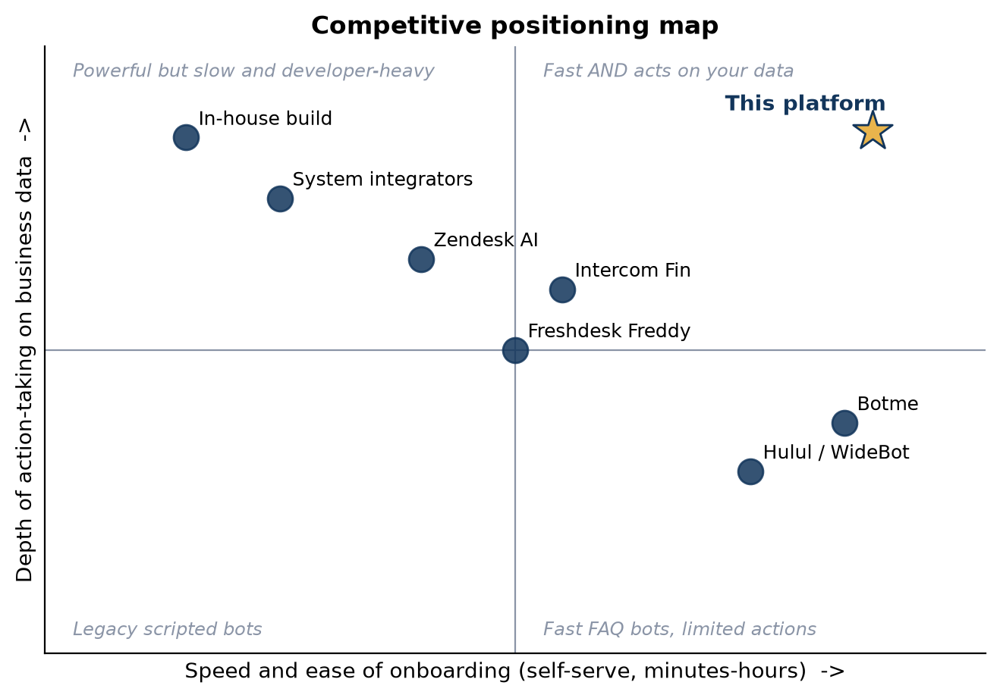 Competitive positioning map
Powerful but slow and developer-heavy
Fast AND acts on your data
This platform
In-house build
System integrators
Zendesk AI
Intercom Fin
Freshdesk Freddy
Botme
Hulul / WideBot
Legacy scripted bots
Fast FAQ bots, limited actions
Depth of action-taking on business data ->
Speed and ease of onboarding (self-serve, minutes-hours) ->